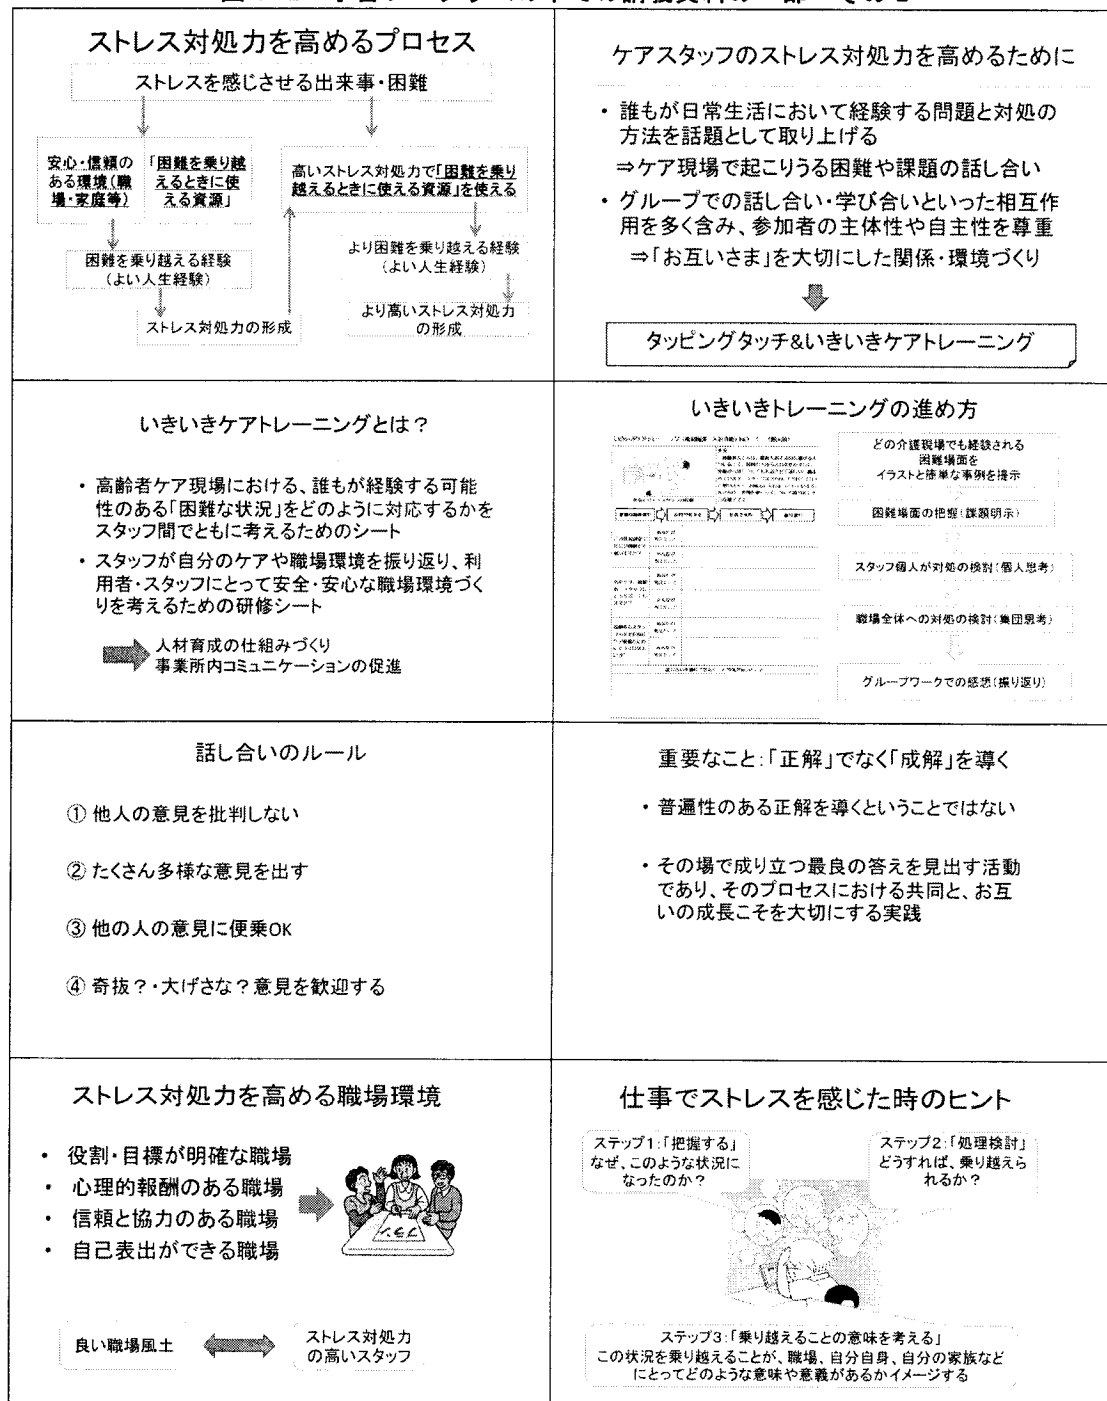 ストレス対処力を高めるプロセス
ストレスを感じさせる出来事・困難
安心・信頼の
ある環境(職
場・家庭等)
「困難を乗り越
えるときに使
える資源」
困難を乗り越える経験
(よい人生経験)
ストレス対処力の形成
高いストレス対処力で「困難を乗り
越えるときに使える資源」を使える
より困難を乗り越える経験
(よい人生経験)
より高いストレス対処力
の形成
ケアスタッフのストレス対処力を高めるために
・ 誰もが日常生活において経験する問題と対処の
方法を話題として取り上げる
⇒ケア現場で起こりうる困難や課題の話し合い
・ グループでの話し合い・学び合いといった相互作
用を多く含み、参加者の主体性や自主性を尊重
⇒「お互いさま」を大切にした関係・環境づくり
タッピングタッチ&いきいきケアトレーニング
いきいきケアトレーニングとは?
・ 高齢者ケア現場における、誰もが経験する可能
性のある「困難な状況」をどのように対応するかを
スタッフ間でともに考えるためのシート
・ スタッフが自分のケアや職場環境を振り返り、利
用者・スタッフにとって安全・安心な職場環境づく
りを考えるための研修シート
人材育成の仕組みづくり
事業所内コミュニケーションの促進
いきいきトレーニングの進め方
どの介護現場でも経験される
困難場面を
イラストと簡単な事例を提示
困難場面の把握(課題明示)
スタッフ個人が対処の検討(個人思考)
職場全体への対処の検討(集団思考)
グループワークでの感想(振り返り)
話し合いのルール
① 他人の意見を批判しない
② たくさん多様な意見を出す
③ 他の人の意見に便乗OK
④ 奇抜?・大げさな?意見を歓迎する
重要なこと:「正解」でなく「成解」を導く
・ 普遍性のある正解を導くということではない
・ その場で成り立つ最良の答えを見出す活動
であり、そのプロセスにおける共同と、お互
いの成長こそを大切にする実践
ストレス対処力を高める職場環境
・ 役割・目標が明確な職場
・ 心理的報酬のある職場
・ 信頼と協力のある職場
・ 自己表出ができる職場
プラン
良い職場風土
ストレス対処力
の高いスタッフ
仕事でストレスを感じた時のヒント
ステップ1:「把握する」
なぜ、このような状況に
なったのか?
ステップ2:「処理検討」
どうすれば、乗り越えら
れるか?
ステップ3:「乗り越えることの意味を考える」
この状況を乗り越えることが、職場、自分自身、自分の家族など
にとってどのような意味や意義があるかイメージする